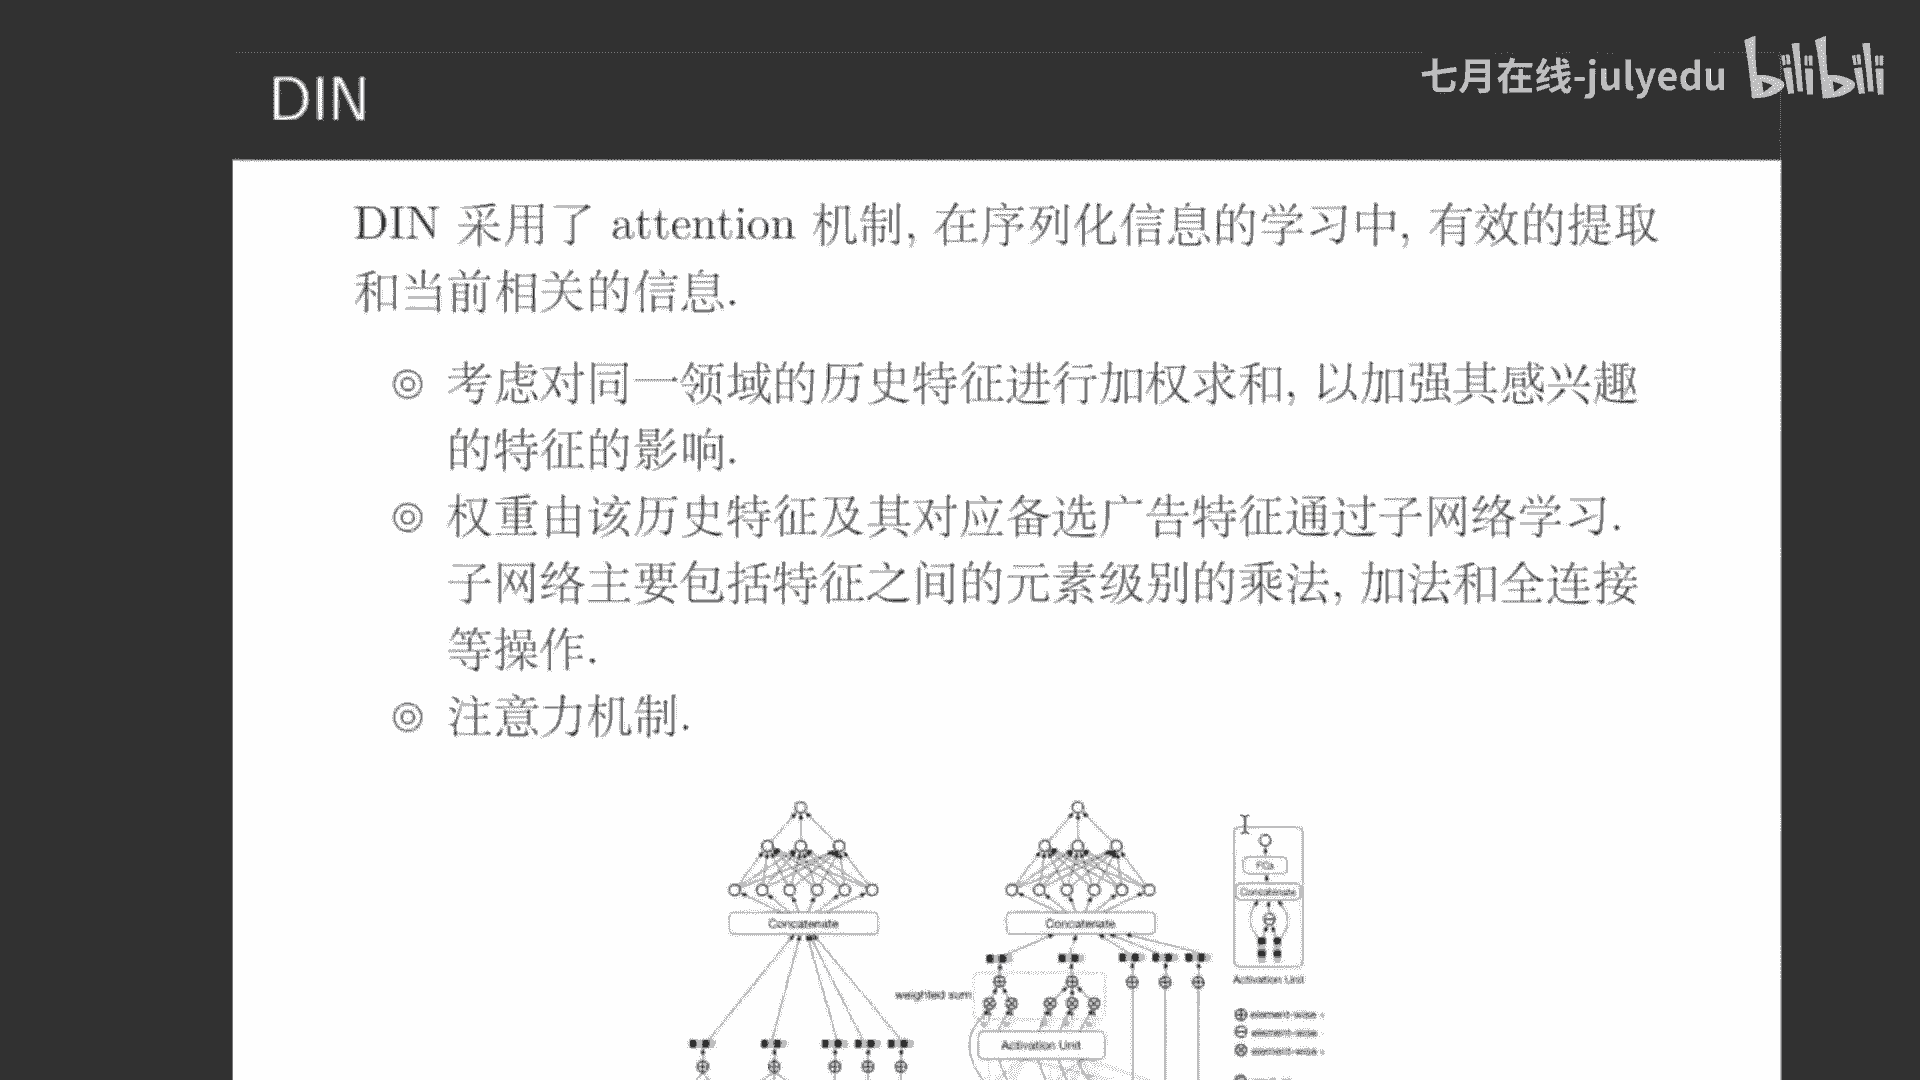 DIN
七月在线-julyedu bilibili
DIN 采用了 attention 机制, 在序列化信息的学习中, 有效的提取
和当前相关的信息.
◎ 考虑对同一领域的历史特征进行加权求和, 以加强其感兴趣
的特征的影响.
◎ 权重由该历史特征及其对应备选广告特征通过子网络学习.
子网络主要包括特征之间的元素级别的乘法, 加法和全连接
等操作.
◎ 注意力机制.
Concatenate
Concatenate
FCs
Concatenate
Activation Unit
weighted sum
Activation Unit
element-wise
element-wise
element-wise